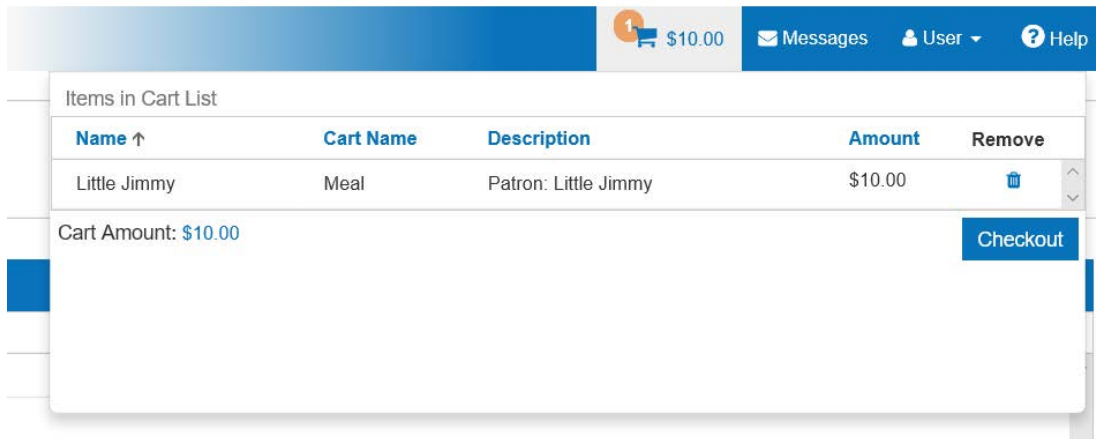 1 $10.00 Messages User Help
Items in Cart List
Name ↑ Cart Name Description Amount Remove
Little Jimmy Meal Patron: Little Jimmy $10.00
Cart Amount: $10.00 Checkout